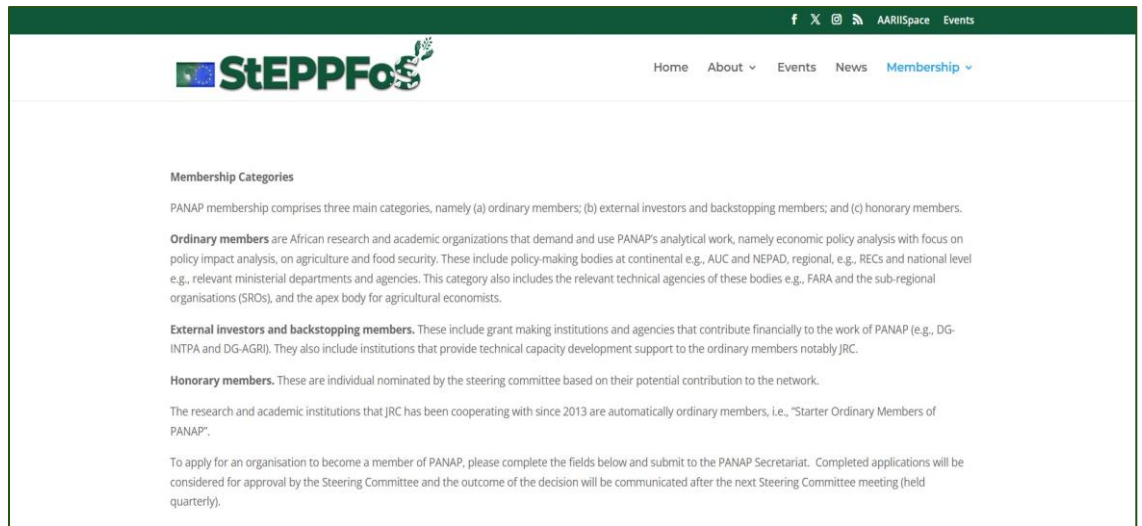 AARIISpace Events
StEPPFoS
Home About Events News Membership
Membership Categories
PANAP membership comprises three main categories, namely (a) ordinary members; (b) external investors and backstopping members; and (c) honorary members.
Ordinary members are African research and academic organizations that demand and use PANAP's analytical work, namely economic policy analysis with focus on
policy impact analysis, on agriculture and food security. These include policy-making bodies at continental e.g., AUC and NEPAD, regional, e.g., RECs and national level
e.g., relevant ministerial departments and agencies. This category also includes the relevant technical agencies of these bodies e.g., FARA and the sub-regional
organisations (SROs), and the apex body for agricultural economists.
External investors and backstopping members. These include grant making institutions and agencies that contribute financially to the work of PANAP (e.g., DG-
INTPA and DG-AGRI). They also include institutions that provide technical capacity development support to the ordinary members notably JRC.
Honorary members. These are individual nominated by the steering committee based on their potential contribution to the network.
The research and academic institutions that JRC has been cooperating with since 2013 are automatically ordinary members, i.e., "Starter Ordinary Members of
PANAP".
To apply for an organisation to become a member of PANAP, please complete the fields below and submit to the PANAP Secretariat. Completed applications will be
considered for approval by the Steering Committee and the outcome of the decision will be communicated after the next Steering Committee meeting (held
quarterly).